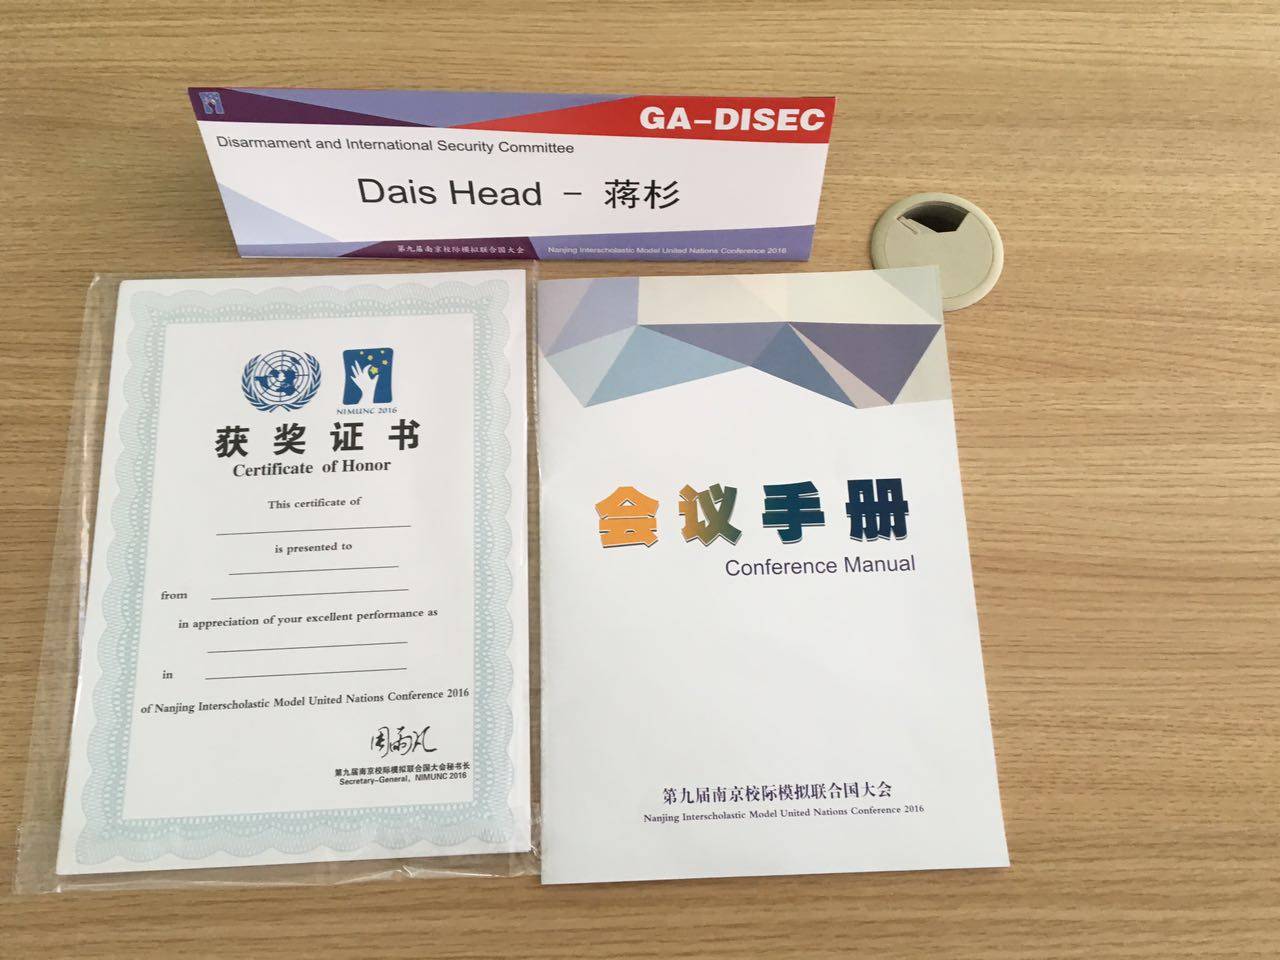 GA-DISEC
Disarmament and International Security Committee
Dais Head - 蒋杉
第九届南京校际模拟联合国大会 Nanjing Interscholastic Model United Nations Conference 2016
NIMUNC 2016
获奖证书
Certificate of Honor
This certificate of
is presented to
from
in appreciation of your excellent performance as
in
of Nanjing Interscholastic Model United Nations Conference 2016
周雨凡
第九届南京校际模拟联合国大会秘书长
Secretary-General, NIMUNC 2016
会议手册
Conference Manual
第九届南京校际模拟联合国大会
Nanjing Interscholastic Model United Nations Conference 2016